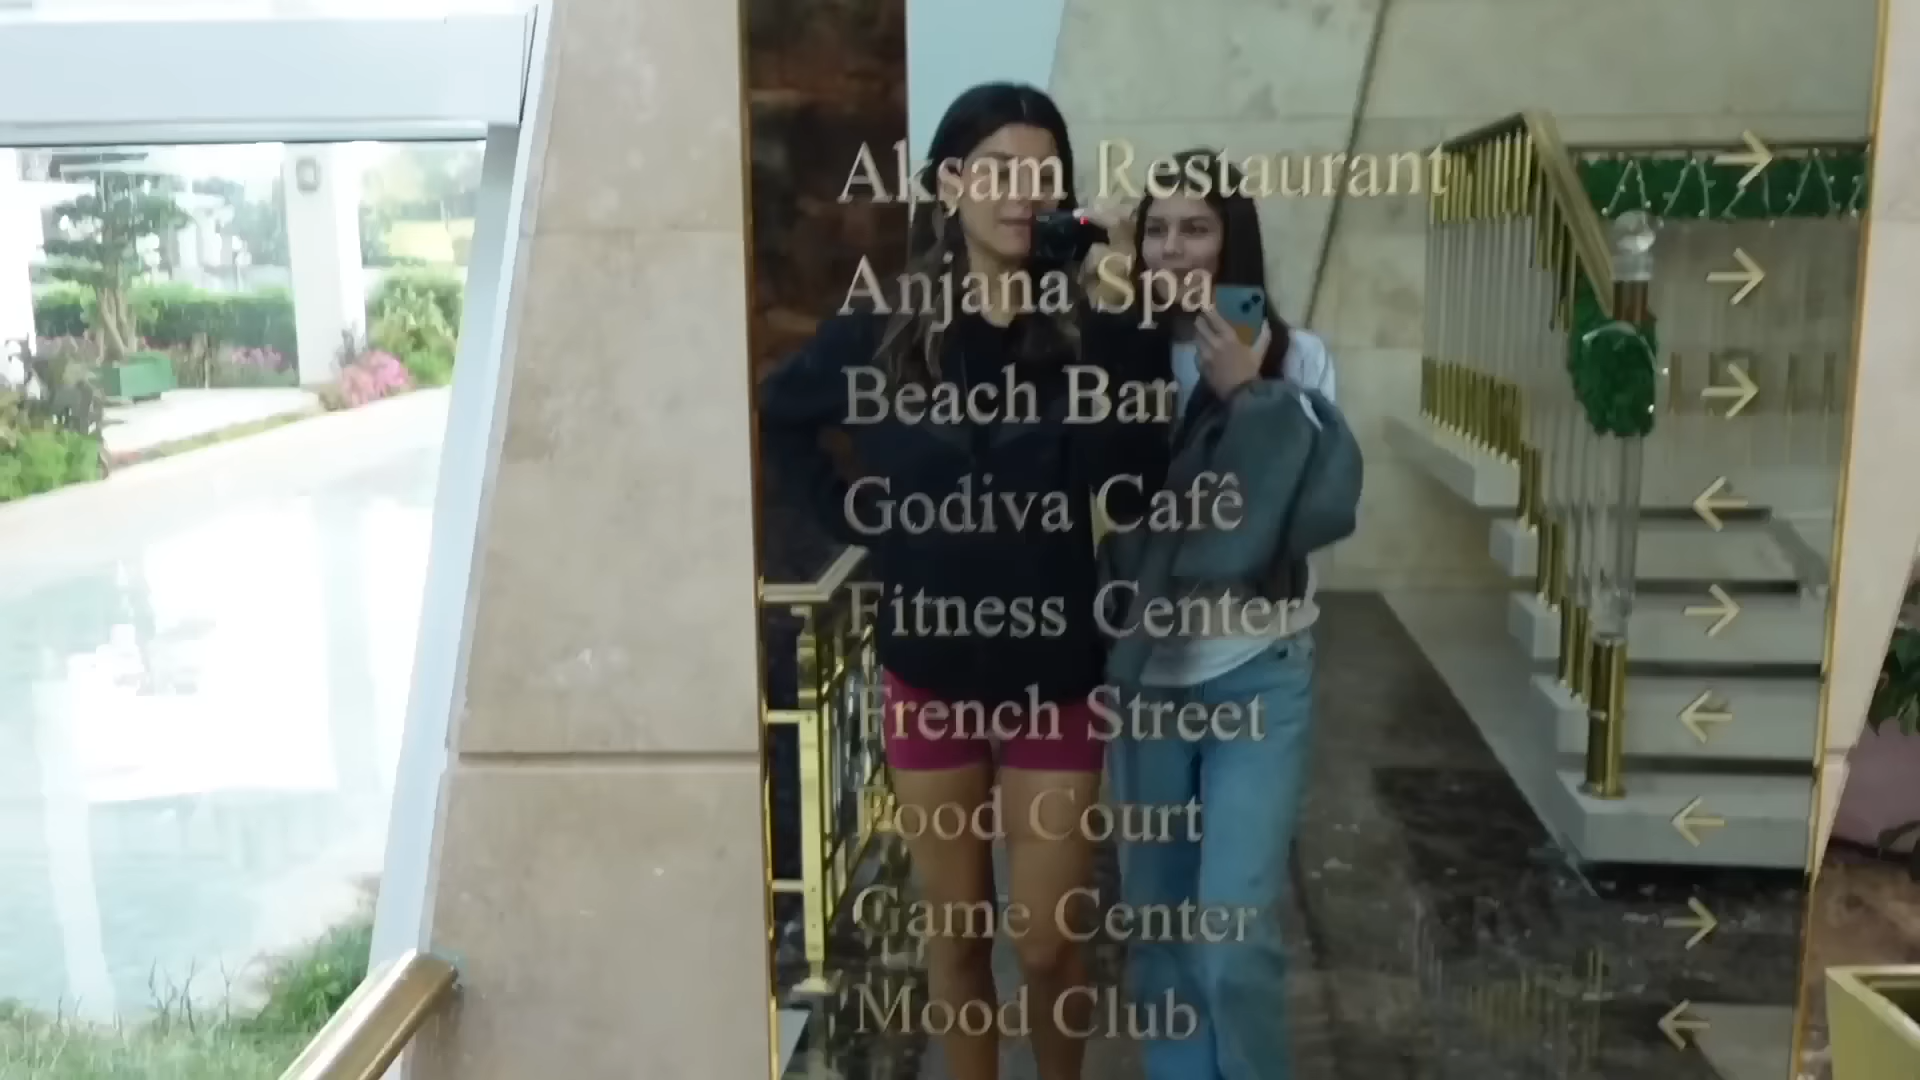 Akşam Restaurant →
Anjana Spa →
Beach Bar →
Godiva Cafê ←
Fitness Center →
French Street ←
Food Court ←
Game Center →
Mood Club ←